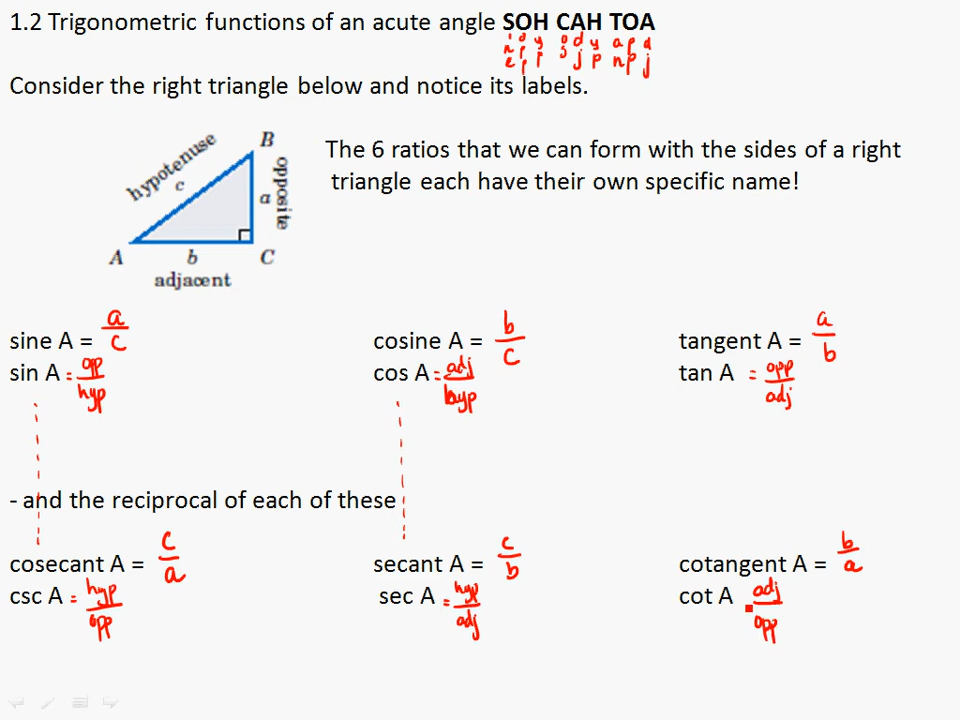 1.2 Trigonometric functions of an acute angle SOH CAH TOA
Consider the right triangle below and notice its labels.
The 6 ratios that we can form with the sides of a right
triangle each have their own specific name!
hypotenuse
c
B
a
opposite
A
b
C
adjacent
sine A = a/c
cosine A = b/c
tangent A = a/b
sin A = opp/hyp
cos A = adj/hyp
tan A = opp/adj
- and the reciprocal of each of these
cosecant A = c/a
secant A = c/b
cotangent A = b/a
csc A = hyp/opp
sec A = hyp/adj
cot A adj/opp